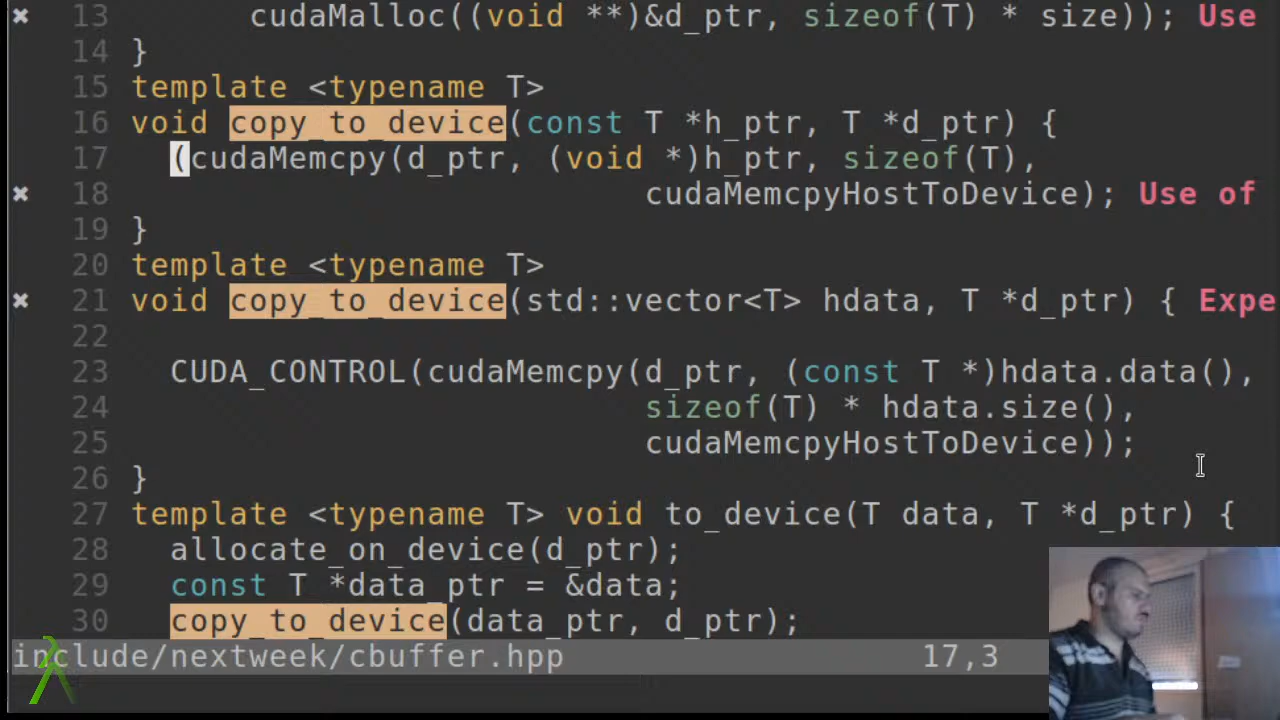 ✖ 13 cudaMalloc((void **)&d_ptr, sizeof(T) * size)); Use
14 }
15 template <typename T>
16 void copy_to_device(const T *h_ptr, T *d_ptr) {
17 (cudaMemcpy(d_ptr, (void *)h_ptr, sizeof(T),
✖ 18 cudaMemcpyHostToDevice); Use of
19 }
20 template <typename T>
✖ 21 void copy_to_device(std::vector<T> hdata, T *d_ptr) { Expe
22
23 CUDA_CONTROL(cudaMemcpy(d_ptr, (const T *)hdata.data(),
24 sizeof(T) * hdata.size(),
25 cudaMemcpyHostToDevice));
26 }
27 template <typename T> void to_device(T data, T *d_ptr) {
28 allocate_on_device(d_ptr);
29 const T *data_ptr = &data;
30 copy_to_device(data_ptr, d_ptr);
include/nextweek/cbuffer.hpp 17,3
λ